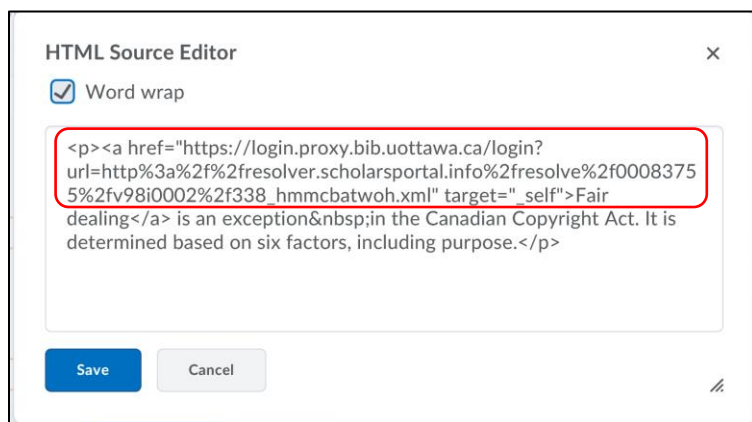 HTML Source Editor
Word wrap
<p><a href="https://login.proxy.bib.uottawa.ca/login?
url=http%3a%2f%2fresolver.scholarsportal.info%2fresolve%2f0008375
5%2fv98i0002%2f338_hmmcbatwoh.xml" target="_self">Fair
dealing</a> is an exception&nbsp;in the Canadian Copyright Act. It is
determined based on six factors, including purpose.</p>
Save
Cancel